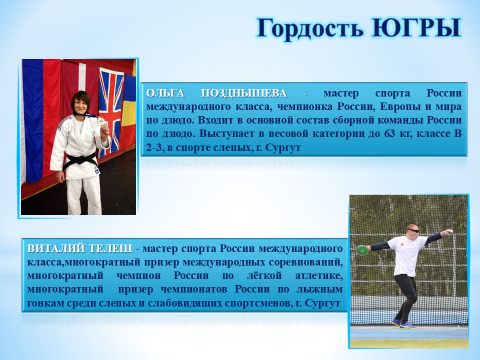 Гордость ЮГРЫ
ОЛЬГА ПОЗДНЫШЕВА - мастер спорта России
международного класса, чемпионка России, Европы и мира
по дзюдо. Входит в основной состав сборной команды России
по дзюдо. Выступает в весовой категории до 63 кг, классе В
2-3, в спорте слепых, г. Сургут
ВИТАЛИЙ ТЕЛЕШ - мастер спорта России международного
класса,многократный призер международных соревнований,
многократный чемпион России по лёгкой атлетике,
многократный призер чемпионатов России по лыжным
гонкам среди слепых и слабовидящих спортсменов, г. Сургут